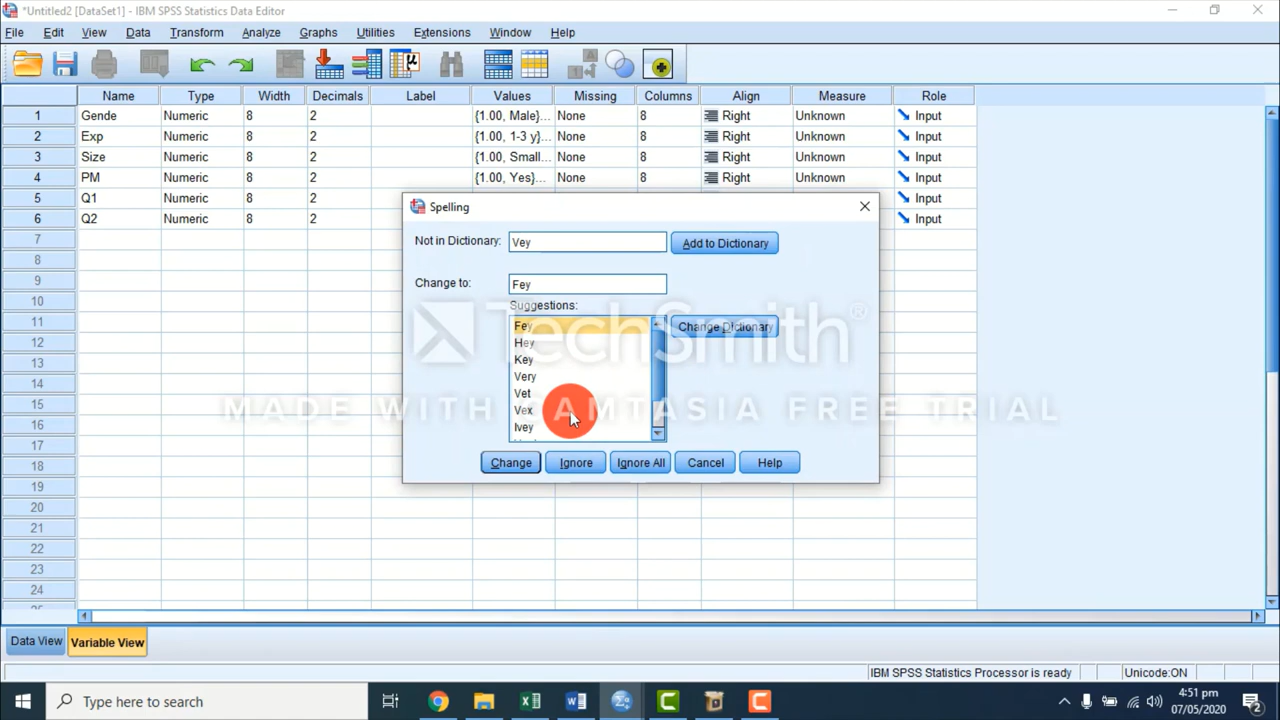 *Untitled2 [DataSet1] - IBM SPSS Statistics Data Editor
File Edit View Data Transform Analyze Graphs Utilities Extensions Window Help
Name Type Width Decimals Label Values Missing Columns Align Measure Role
1 Gende Numeric 8 2 {1.00, Male}... None 8 Right Unknown Input
2 Exp Numeric 8 2 {1.00, 1-3 y}... None 8 Right Unknown Input
3 Size Numeric 8 2 {1.00, Small... None 8 Right Unknown Input
4 PM Numeric 8 2 {1.00, Yes}... None 8 Right Unknown Input
5 Q1 Numeric 8 2 Input
6 Q2 Numeric 8 2 Input
7
8
9
10
11
12
13
14
15
16
17
18
19
20
21
22
23
24
Spelling
Not in Dictionary: Vey Add to Dictionary
Change to: Fey
Suggestions:
Fey Change Dictionary
Hey
Key
Very
Vet
Vex
Ivey
Change Ignore Ignore All Cancel Help
TechSmith®
MADE WITH CAMTASIA FREE TRIAL
Data View Variable View
IBM SPSS Statistics Processor is ready Unicode:ON
Type here to search
4:51 pm
07/05/2020
2